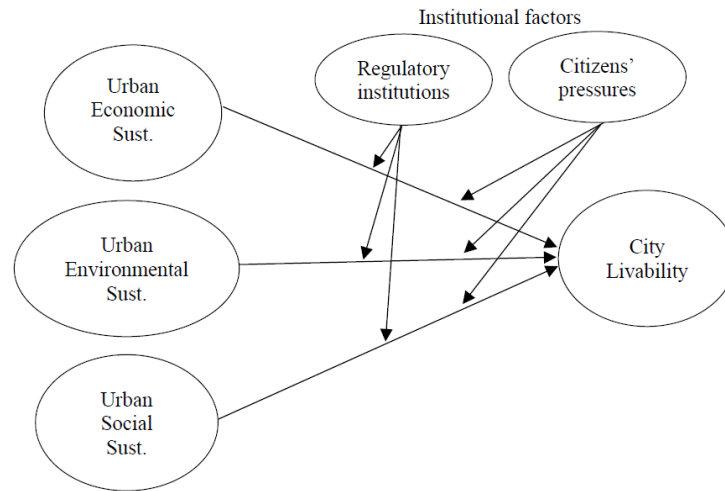 Institutional factors
Urban
Economic
Sust.
Regulatory
institutions
Citizens’
pressures
Urban
Environmental
Sust.
City
Livability
Urban
Social
Sust.